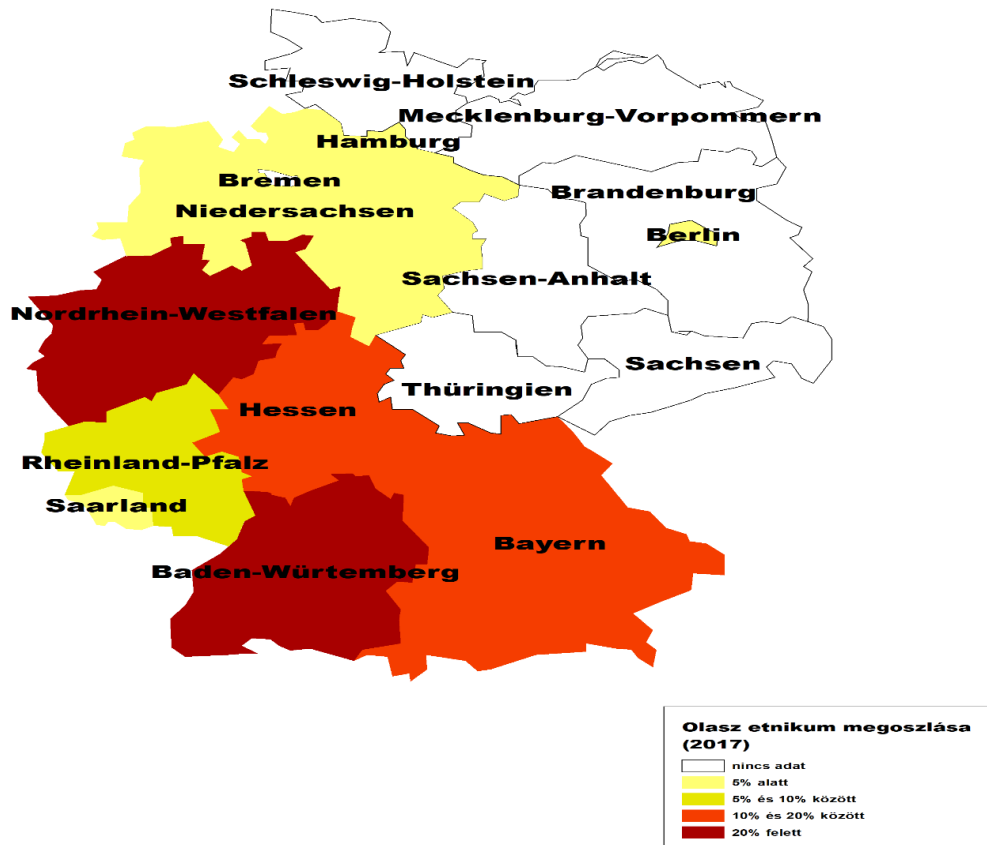 Schleswig-Holstein
Mecklenburg-Vorpommern
Hamburg
Bremen
Brandenburg
Niedersachsen
Berlin
Sachsen-Anhalt
Nordrhein-Westfalen
Sachsen
Thüringien
Hessen
Rheinland-Pfalz
Saarland
Bayern
Baden-Würtemberg
Olasz etnikum megoszlása
(2017)
nincs adat
5% alatt
5% és 10% között
10% és 20% között
20% felett